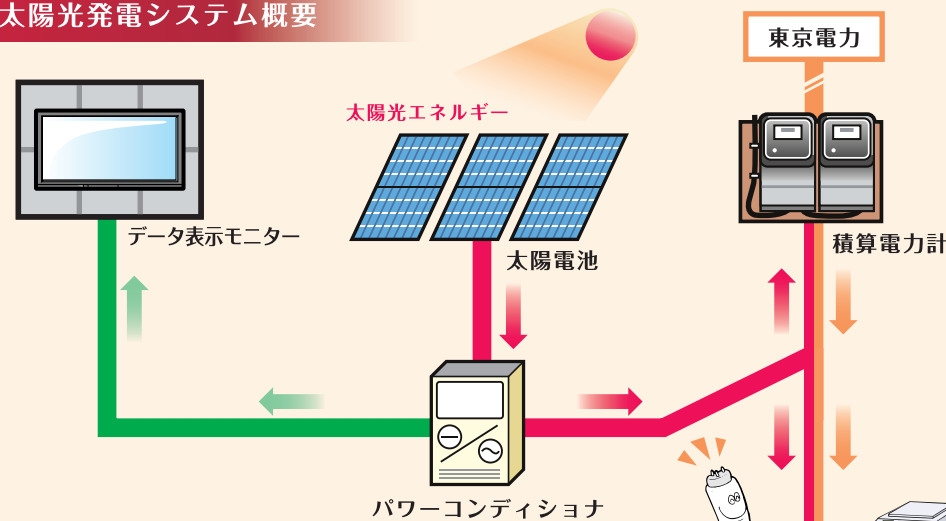 太陽光発電システム概要
東京電力
太陽光エネルギー
データ表示モニター
積算電力計
太陽電池
パワーコンディショナ